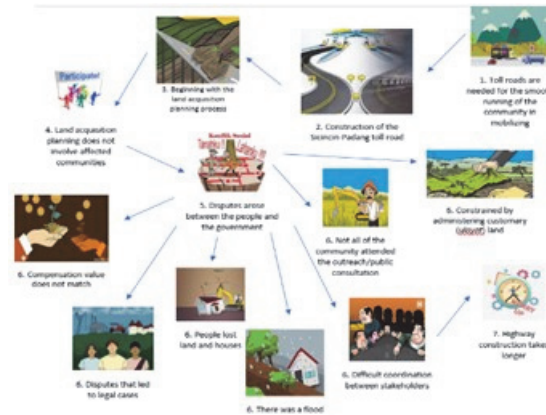 1. Toll roads are
needed for the smoot
running of the
community in
mobilizing
2. Construction of the
Sicincin Padang toll road
3. Beginning with the
land acquisition
planning process
Participate!
4. Land acquisition
planning does not
involve affected
communities
5. Disputes arose
between the people and
the government
6. Constrained by
administering customary
(ulayat) land
6. Not all of the
community attended
the outreach/public
consultation
6. Compensation value
does not match
6. Disputes that led
to legal cases
6. People lost
land and houses
6. There was a flood
6. Difficult coordination
between stakeholders
7. Highway
construction takes
longer